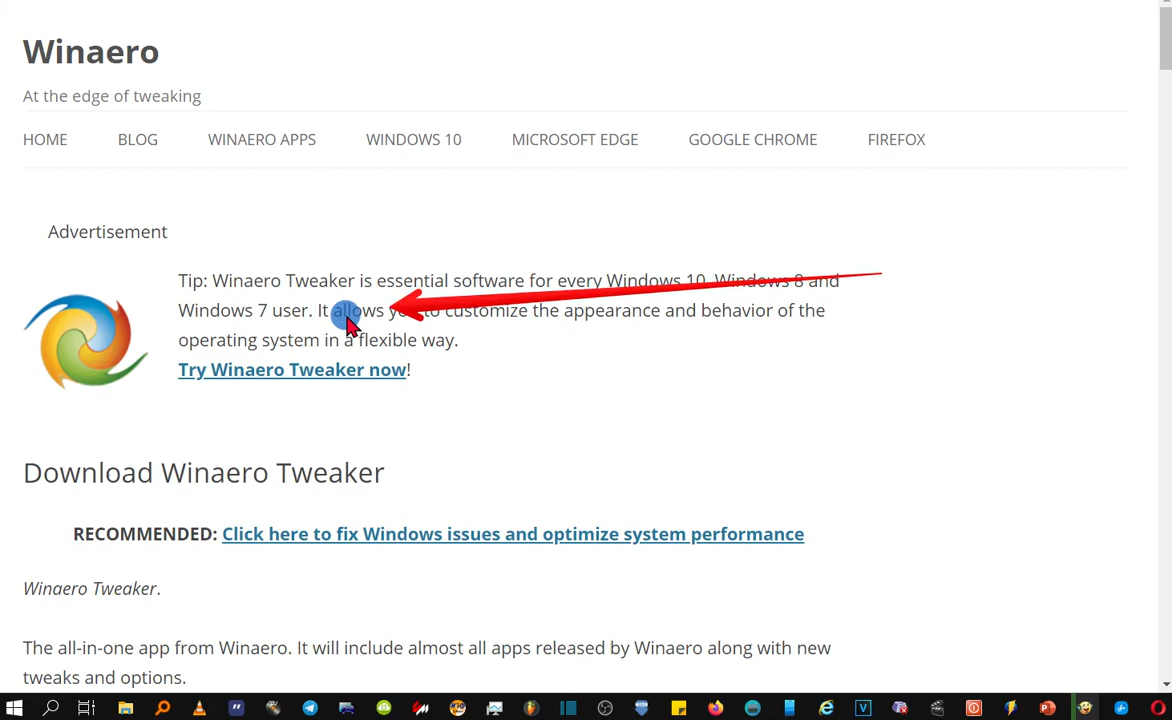 Winaero
At the edge of tweaking
HOME BLOG WINAERO APPS WINDOWS 10 MICROSOFT EDGE GOOGLE CHROME FIREFOX
Advertisement
Tip: Winaero Tweaker is essential software for every Windows 10, Windows 8 and
Windows 7 user. It allows you to customize the appearance and behavior of the
operating system in a flexible way.
Try Winaero Tweaker now!
Download Winaero Tweaker
RECOMMENDED: Click here to fix Windows issues and optimize system performance
Winaero Tweaker.
The all-in-one app from Winaero. It will include almost all apps released by Winaero along with new
tweaks and options.